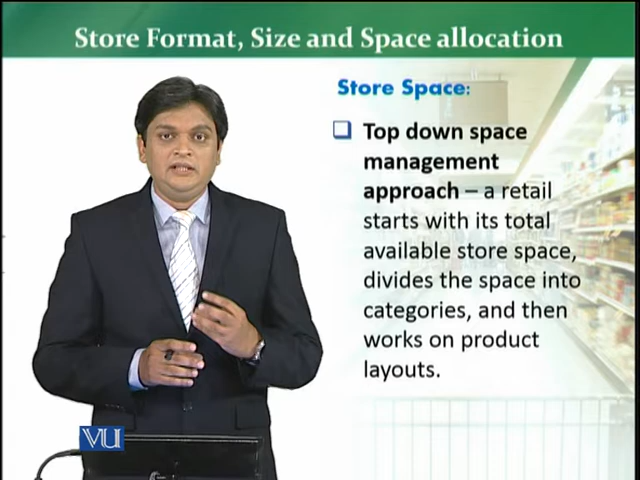 Store Format, Size and Space allocation
Store Space:
Top down space
management
approach – a retail
starts with its total
available store space,
divides the space into
categories, and then
works on product
layouts.
VU